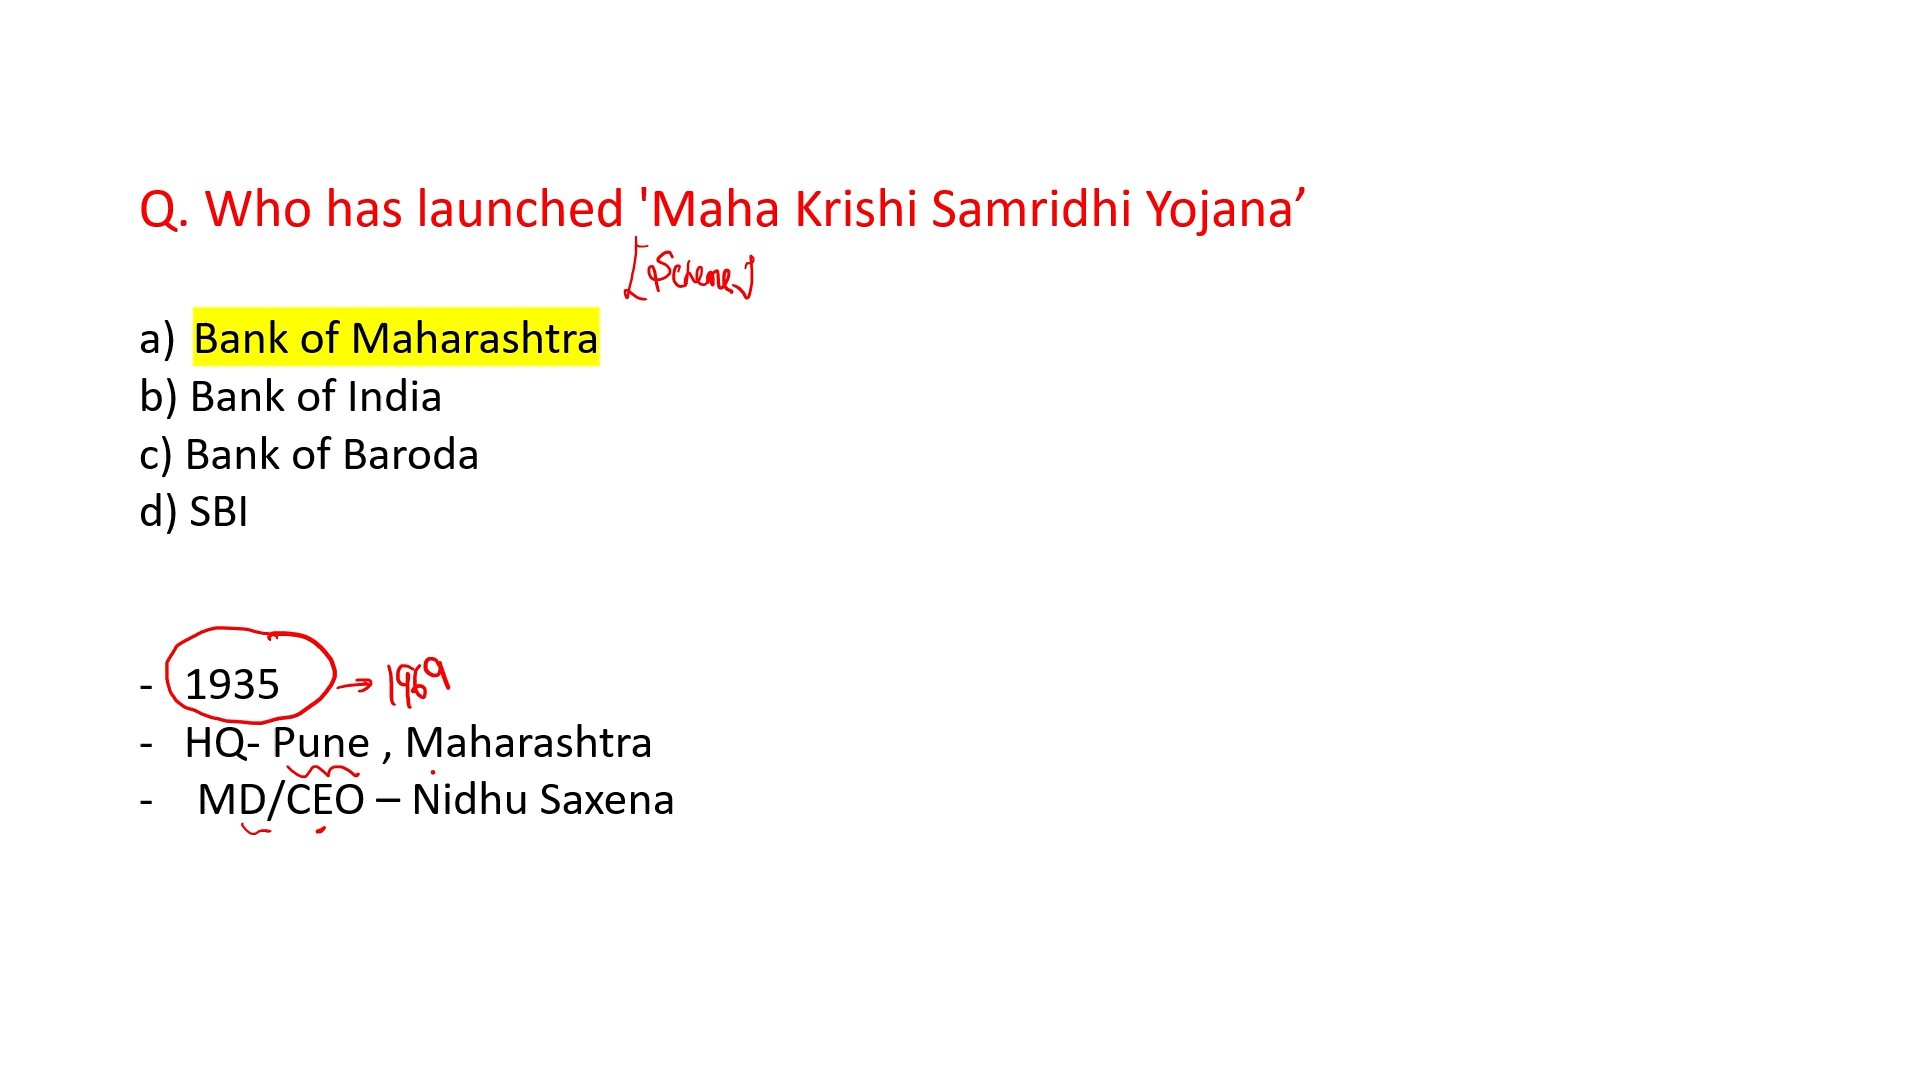 Q. Who has launched 'Maha Krishi Samridhi Yojana’
[Scheme]
a) Bank of Maharashtra
b) Bank of India
c) Bank of Baroda
d) SBI
- 1935 → 1969
- HQ- Pune , Maharashtra
- MD/CEO – Nidhu Saxena